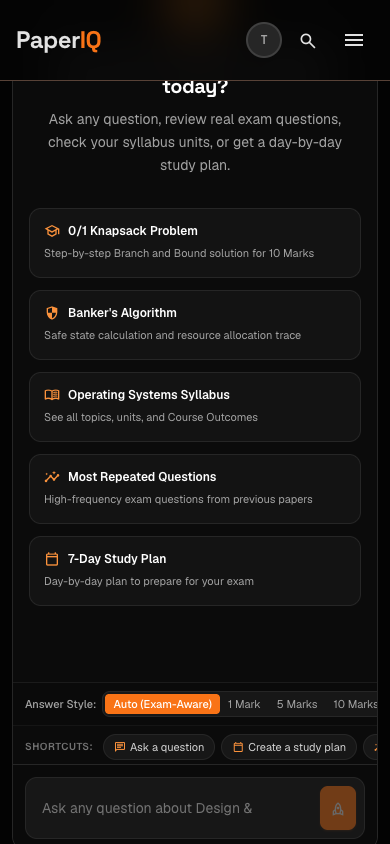 PaperIQ
T
today?
Ask any question, review real exam questions,
check your syllabus units, or get a day-by-day
study plan.
0/1 Knapsack Problem
Step-by-step Branch and Bound solution for 10 Marks
Banker's Algorithm
Safe state calculation and resource allocation trace
Operating Systems Syllabus
See all topics, units, and Course Outcomes
Most Repeated Questions
High-frequency exam questions from previous papers
7-Day Study Plan
Day-by-day plan to prepare for your exam
Answer Style: Auto (Exam-Aware) 1 Mark 5 Marks 10 Marks
SHORTCUTS: Ask a question Create a study plan
Ask any question about Design &